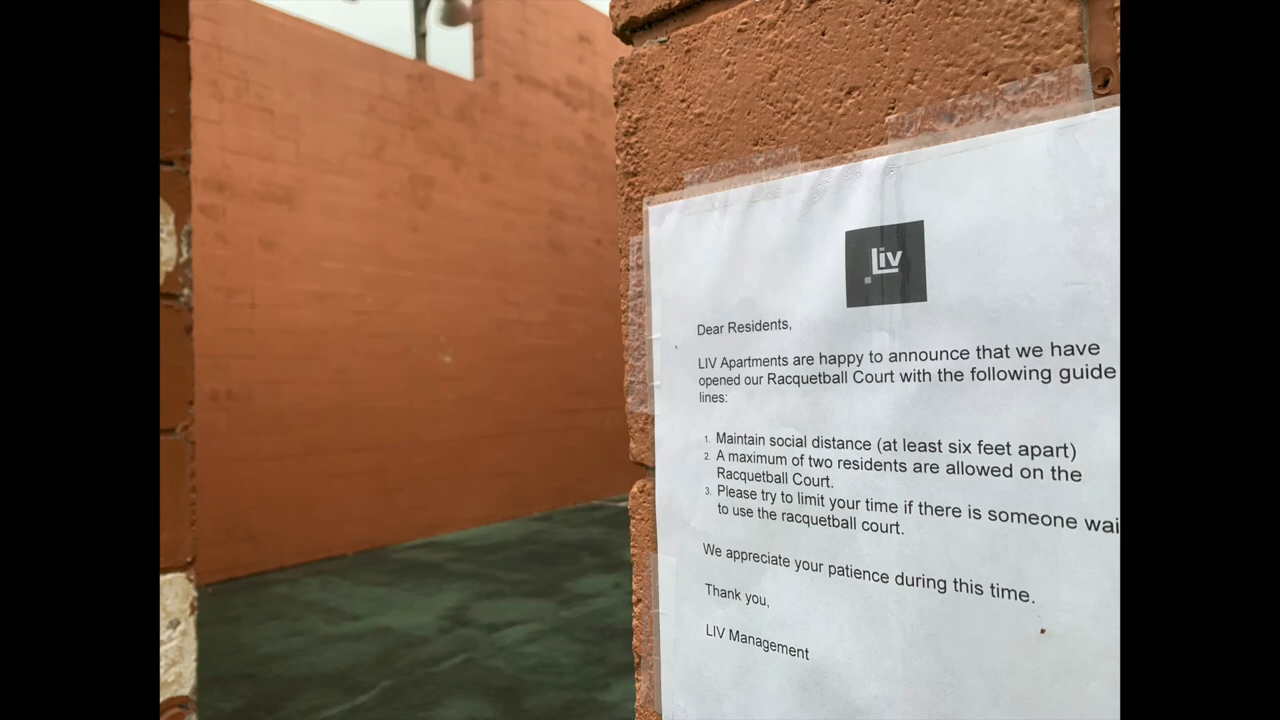 Liv
Dear Residents,
LIV Apartments are happy to announce that we have
opened our Racquetball Court with the following guide
lines:
1. Maintain social distance (at least six feet apart)
2. A maximum of two residents are allowed on the
Racquetball Court.
3. Please try to limit your time if there is someone wai
to use the racquetball court.
We appreciate your patience during this time.
Thank you,
LIV Management